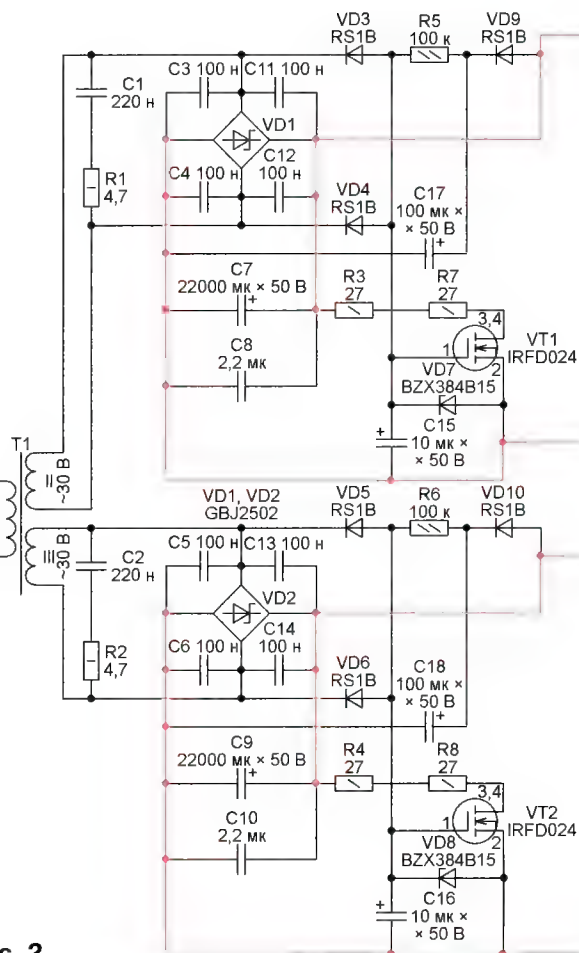 VD3
RS1B
R5
100 к
VD9
RS1B
C1
220 н
C3 100 н
C11 100 н
VD1
C12
100 н
R1
4,7
C4 100 н
VD4
RS1B
C17
100 мк ×
× 50 В
C7
22000 мк × 50 В
+
+
R3
27
R7
27
3,4
C8
2,2 мк
1
2
VT1
IRFD024
VD7
BZX384B15
C15
10 мк ×
× 50 В
+
T1
II
~30 В
VD1, VD2
GBJ2502
VD5
RS1B
R6
100 к
VD10
RS1B
III
~30 В
C2
220 н
C5 100 н
C13 100 н
VD2
C14
100 н
R2
4,7
C6 100 н
VD6
RS1B
C18
100 мк ×
× 50 В
C9
22000 мк × 50 В
+
+
R4
27
R8
27
3,4
C10
2,2 мк
1
2
VT2
IRFD024
VD8
BZX384B15
C16
10 мк ×
× 50 В
+